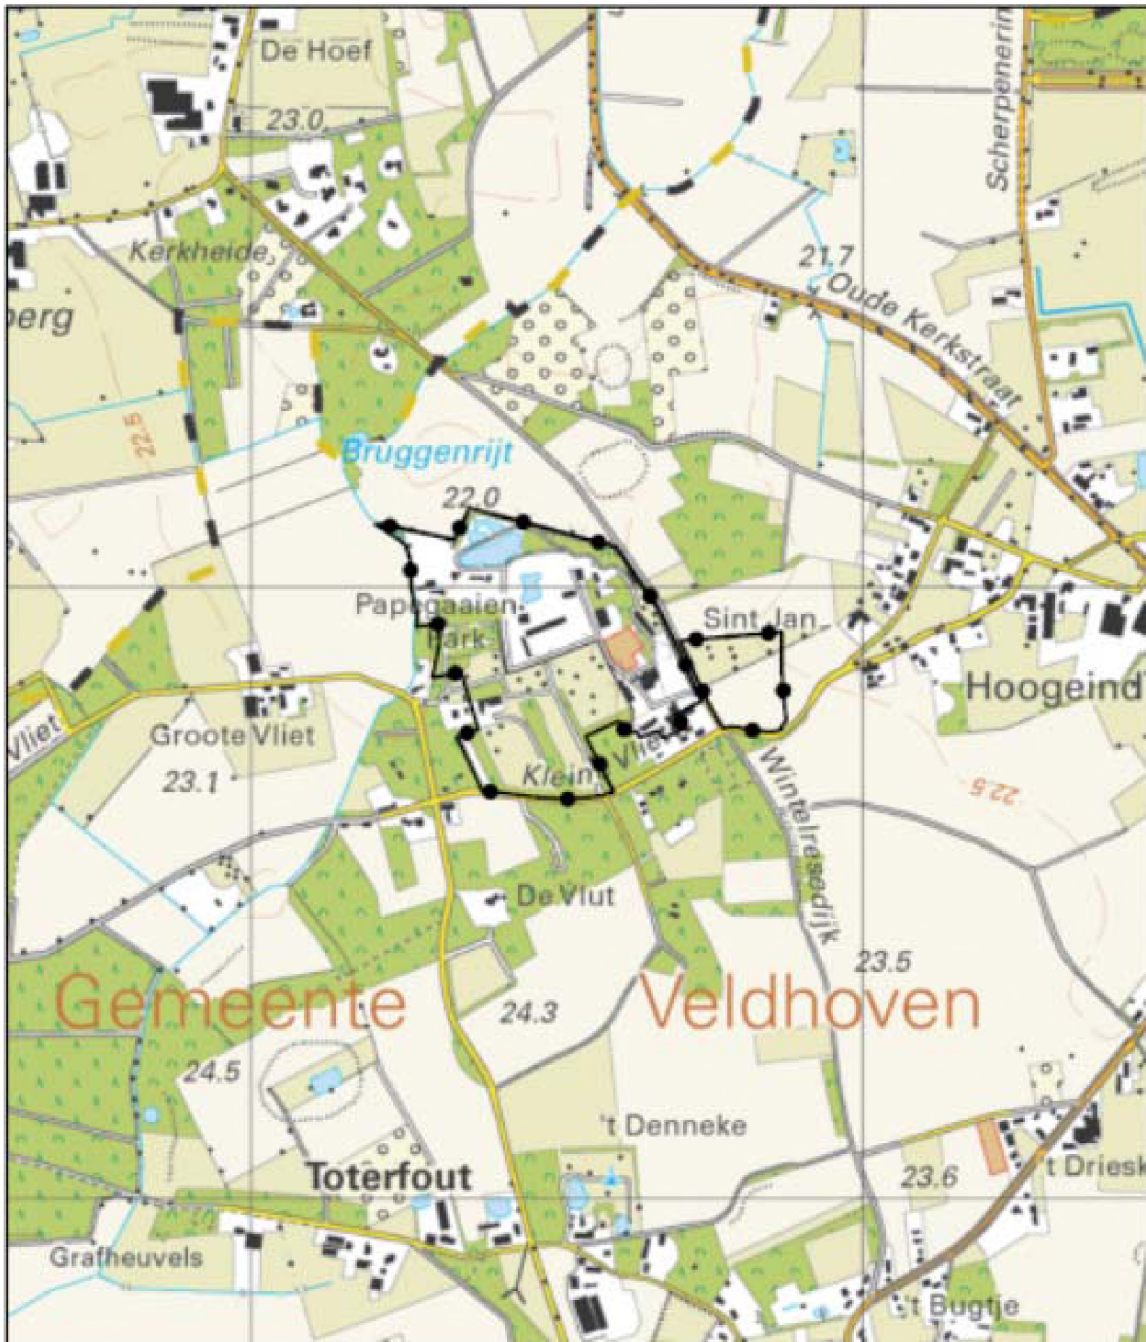 De Hoef
23.0
Scherpenerin
Kerkheide
21.7
Oude Kerkstraat
berg
22.5
Bruggenrijt
22.0
Papegaaien
Park
Sint Jan
Hoogeind
Vliet
Groote Vliet
23.1
Klein Vliet
22.5
Wintelresedijk
De Vlut
23.5
Gemeente Veldhoven
24.3
24.5
't Denneke
Toterfout
23.6
't Driesk
Grafheuvels
't Bugtje